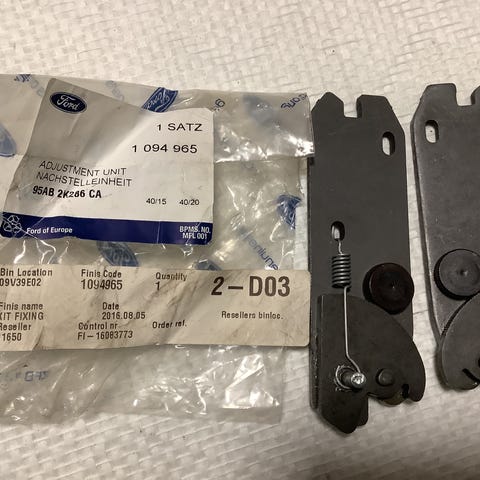 Ford
1 SATZ
1 094 965
ADJUSTMENT UNIT
NACHSTELLEINHEIT
95AB 2K286 CA
40/15 40/20
Ford of Europe
BPMB. NO.
MFL 001
Bin Location Finis Code Quantity
09V39E02 1094965 1 2-D03
Finis name Date Resellers binloc.
KIT FIXING 2016.08.05
Reseller Control nr Order ref.
1650 FI-16083773